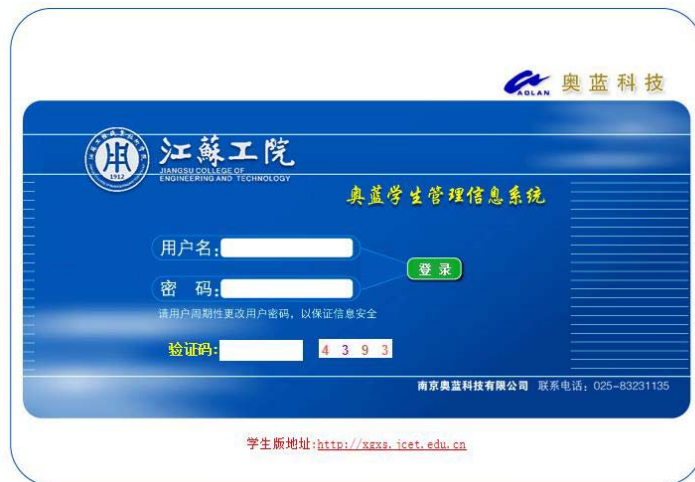 AOLAN 奥蓝科技
江蘇工院
JIANGSU COLLEGE OF
ENGINEERING AND TECHNOLOGY
1912
奥蓝学生管理信息系统
用户名:
登 录
密 码:
请用户周期性更改用户密码，以保证信息安全
验证码: 4 3 9 3
南京奥蓝科技有限公司 联系电话：025-83231135
学生版地址:http://xgxs.jcet.edu.cn